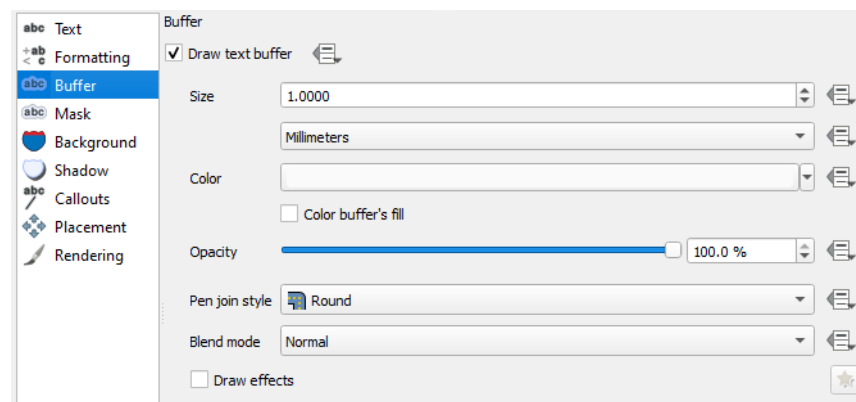 abc Text
+ab
< c Formatting
abc Buffer
abc Mask
Background
Shadow
abc Callouts
Placement
Rendering
Buffer
Draw text buffer
Size 1.0000
Millimeters
Color
Color buffer's fill
Opacity 100.0 %
Pen join style Round
Blend mode Normal
Draw effects